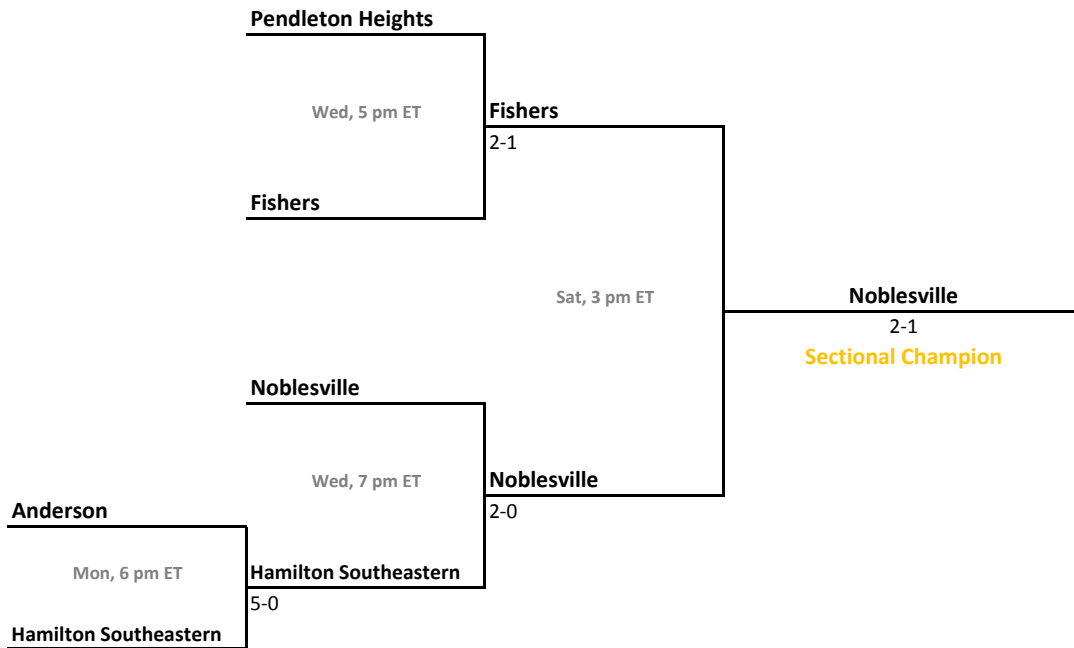 Pendleton Heights
Wed, 5 pm ET
Fishers
2-1
Fishers
Sat, 3 pm ET
Noblesville
2-1
Sectional Champion
Noblesville
Wed, 7 pm ET
Noblesville
2-0
Anderson
Mon, 6 pm ET
Hamilton Southeastern
5-0
Hamilton Southeastern